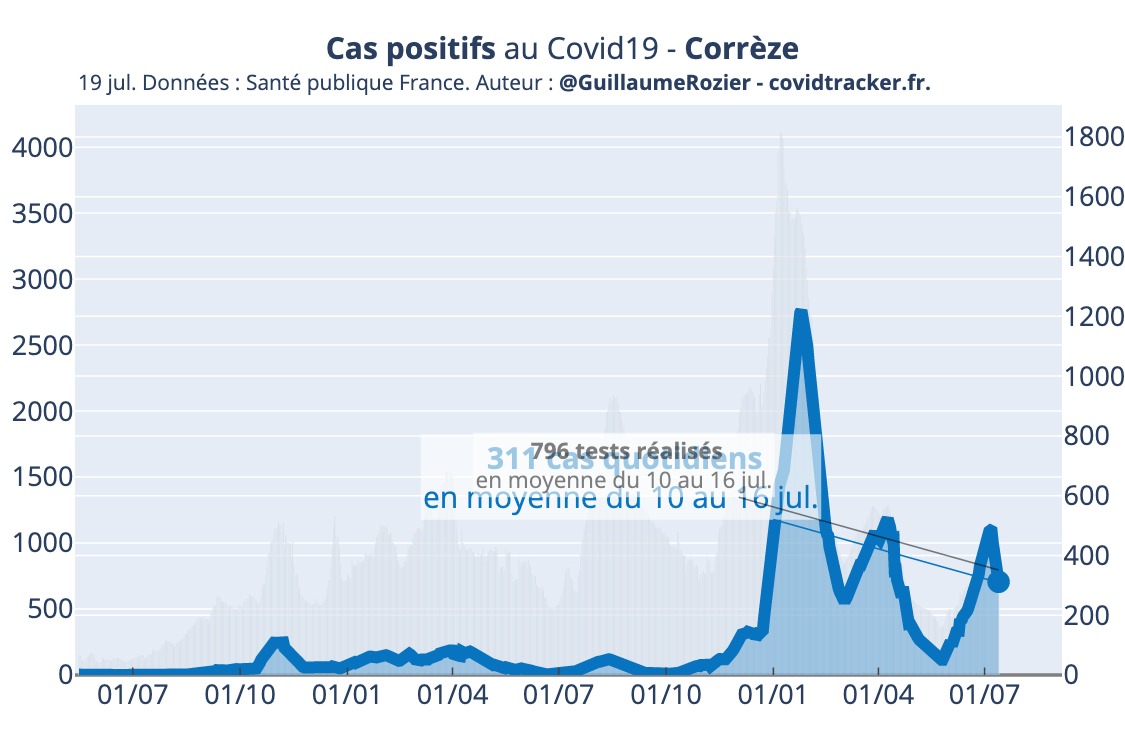 Cas positifs au Covid19 - Corrèze
19 jul. Données : Santé publique France. Auteur : @GuillaumeRozier - covidtracker.fr.
4000
3500
3000
2500
2000
1500
1000
500
0
1800
1600
1400
1200
1000
800
600
400
200
0
796 tests réalisés
311 cas quotidiens
en moyenne du 10 au 16 jul.
en moyenne du 10 au 16 jul.
01/07 01/10 01/01 01/04 01/07 01/10 01/01 01/04 01/07